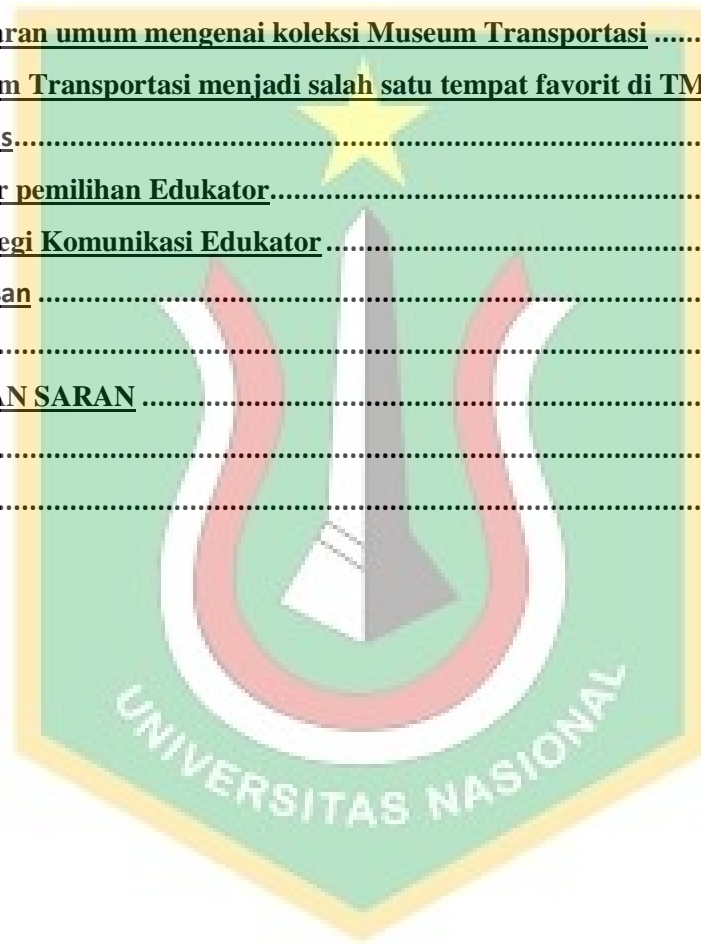 aran umum mengenai koleksi Museum Transportasi ......
m Transportasi menjadi salah satu tempat favorit di TM
s..........................................................................
r pemilihan Edukator.......................................................
egi Komunikasi Edukator ................................................
san ........................................................................
..........................................................................
AN SARAN ..................................................................
..........................................................................
..........................................................................
UNIVERSITAS NASIONAL